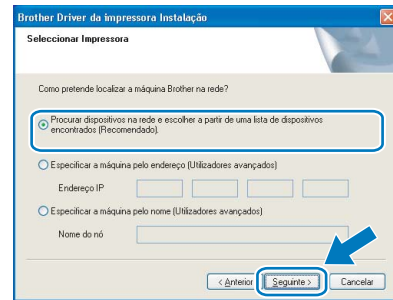 Brother Driver da impressora Instalação
Seleccionar Impressora
Como pretende localizar a máquina Brother na rede?
Procurar dispositivos na rede e escolher a partir de uma lista de dispositivos
encontrados (Recomendado).
Especificar a máquina pelo endereço (Utilizadores avançados)
Endereço IP
Especificar a máquina pelo nome (Utilizadores avançados)
Nome do nó
< Anterior
Seguinte >
Cancelar